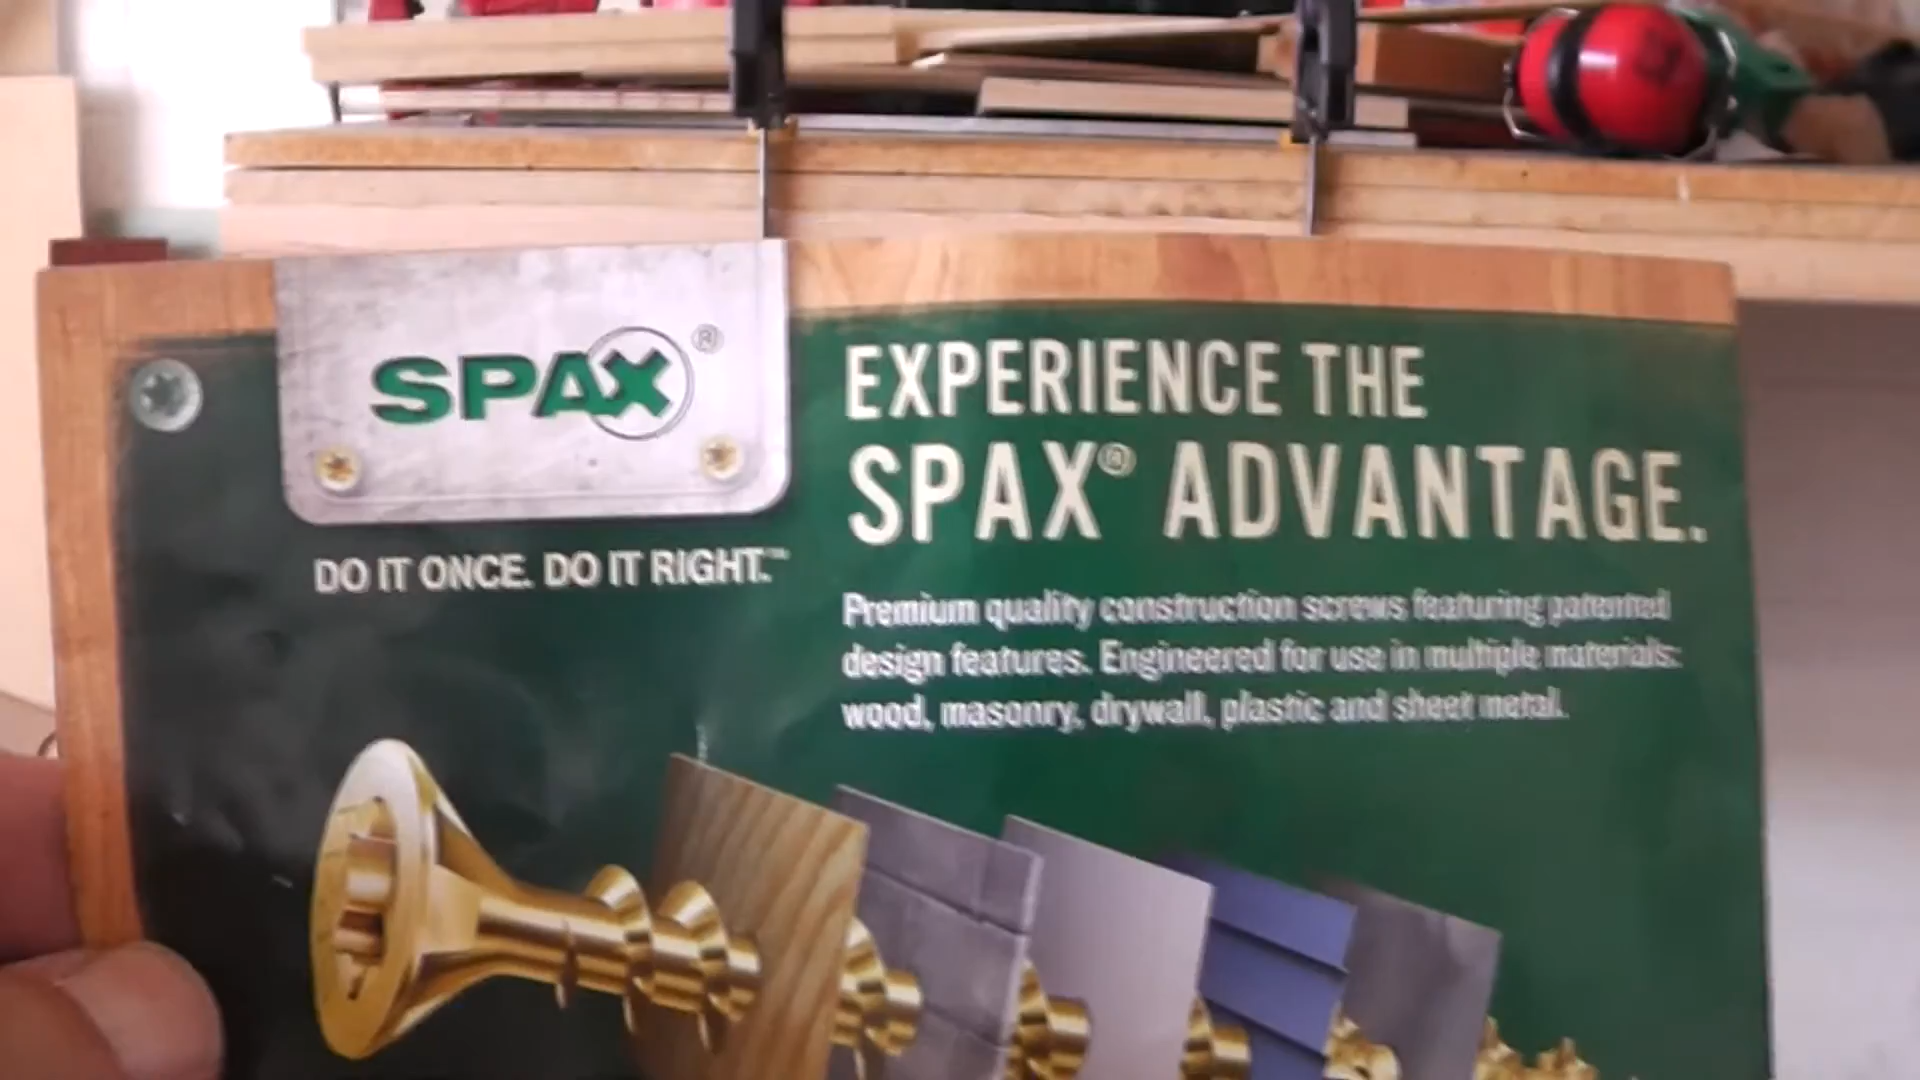 SPAX®
DO IT ONCE. DO IT RIGHT.™
EXPERIENCE THE
SPAX® ADVANTAGE.
Premium quality construction screws featuring patented
design features. Engineered for use in multiple materials:
wood, masonry, drywall, plastic and sheet metal.